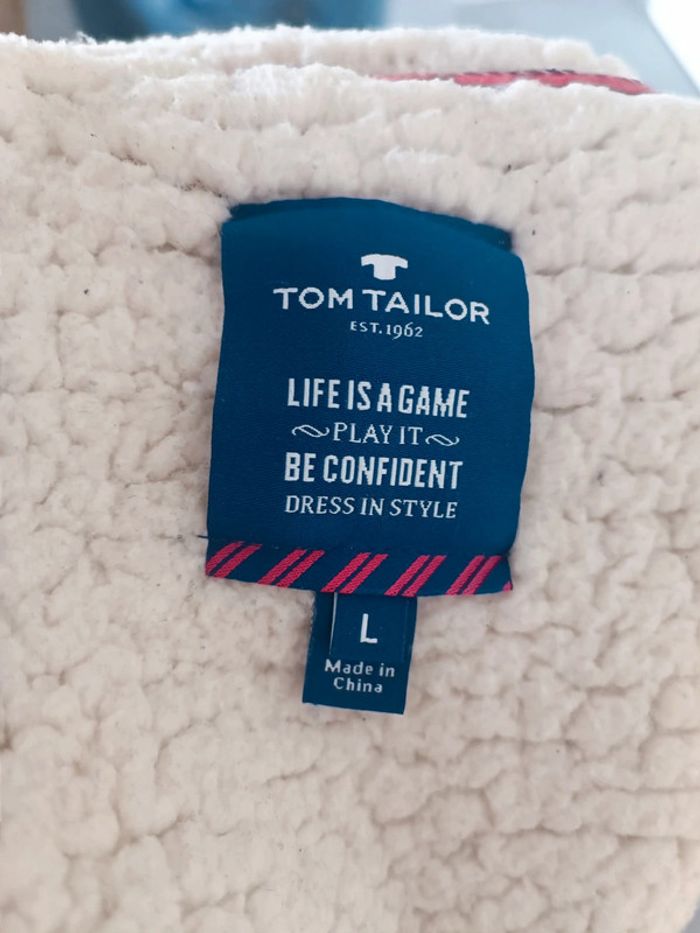 TOM TAILOR
EST. 1962
LIFE IS A GAME
PLAY IT
BE CONFIDENT
DRESS IN STYLE
L
Made in
China